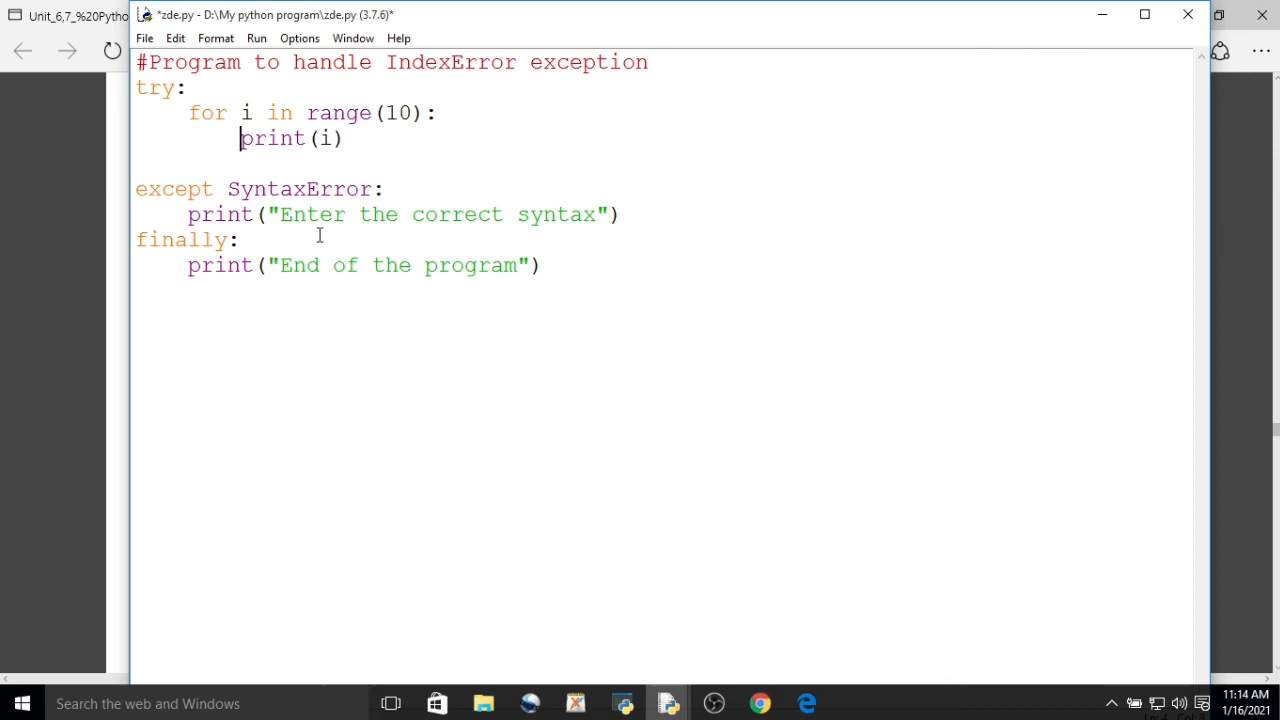 Unit_6,7_%20Pytho
*zde.py - D:\My python program\zde.py (3.7.6)*
File Edit Format Run Options Window Help
#Program to handle IndexError exception
try:
    for i in range(10):
        print(i)
except SyntaxError:
    print("Enter the correct syntax")
finally:
    print("End of the program")
Search the web and Windows
11:14 AM
1/16/2021